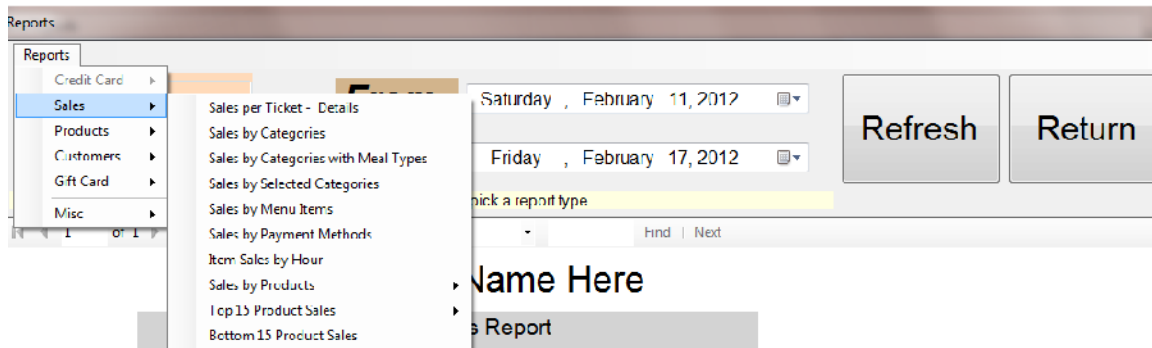 Reports
Reports
Credit Card
Sales
Products
Customers
Gift Card
Misc
Sales per Ticket - Details
Sales by Categories
Sales by Categories with Meal Types
Sales by Selected Categories
Sales by Menu Items
Sales by Payment Methods
Item Sales by Hour
Sales by Products
Top 15 Product Sales
Bottom 15 Product Sales
Saturday , February 11, 2012
Friday , February 17, 2012
Refresh
Return
pick a report type
1 of 1
Find | Next
Name Here
s Report